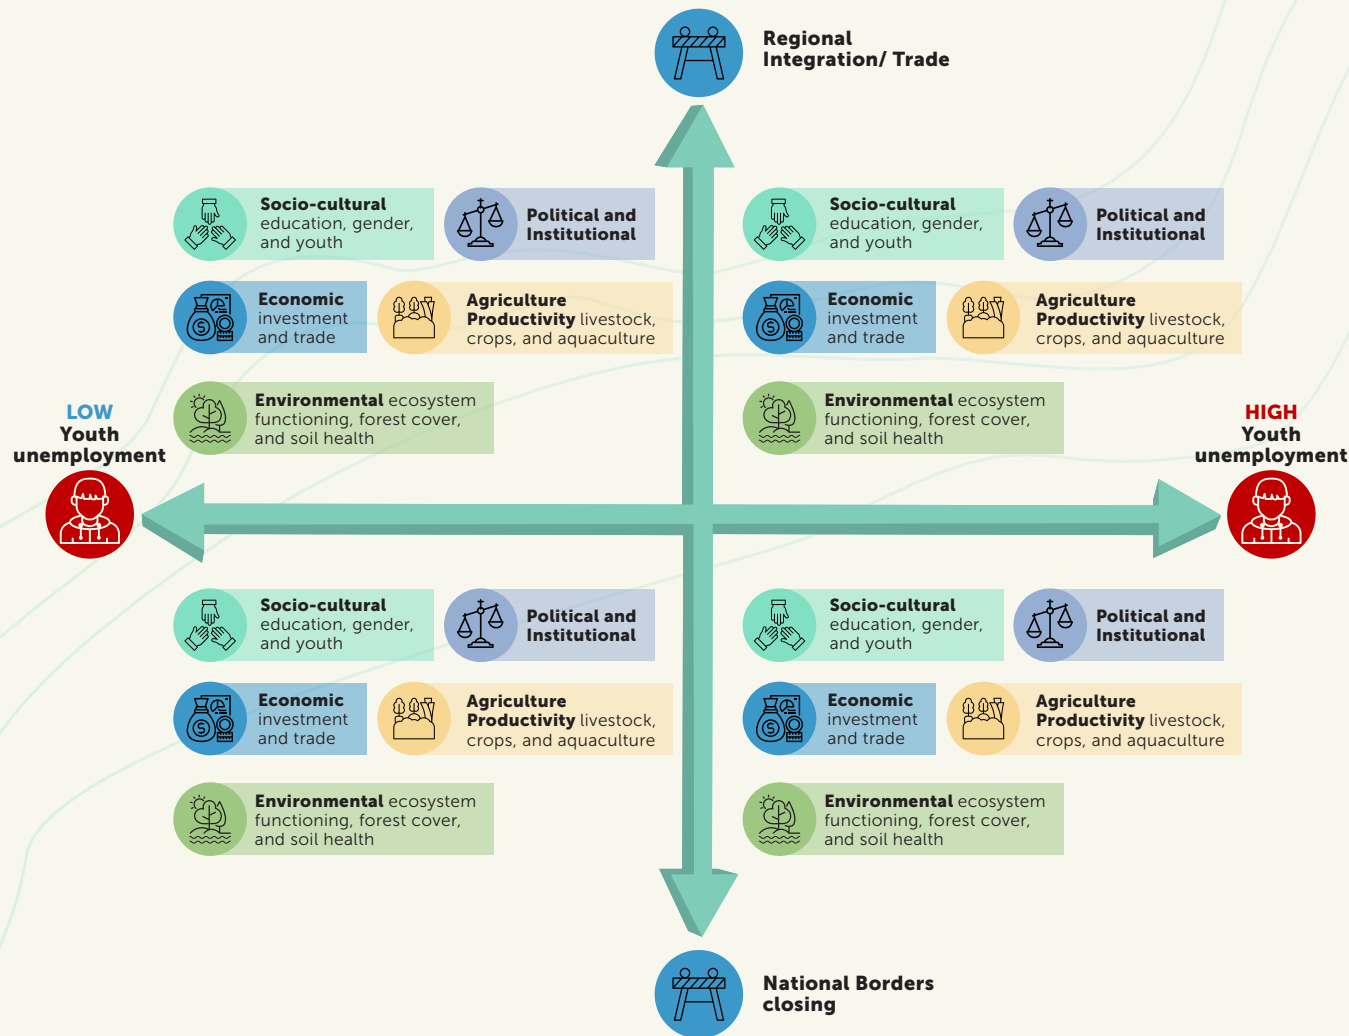 Regional
Integration/ Trade
Socio-cultural
education, gender,
and youth
Political and
Institutional
Economic
investment
and trade
Agriculture
Productivity livestock,
crops, and aquaculture
Environmental ecosystem
functioning, forest cover,
and soil health
Socio-cultural
education, gender,
and youth
Political and
Institutional
Economic
investment
and trade
Agriculture
Productivity livestock,
crops, and aquaculture
Environmental ecosystem
functioning, forest cover,
and soil health
LOW
Youth
unemployment
HIGH
Youth
unemployment
Socio-cultural
education, gender,
and youth
Political and
Institutional
Economic
investment
and trade
Agriculture
Productivity livestock,
crops, and aquaculture
Environmental ecosystem
functioning, forest cover,
and soil health
Socio-cultural
education, gender,
and youth
Political and
Institutional
Economic
investment
and trade
Agriculture
Productivity livestock,
crops, and aquaculture
Environmental ecosystem
functioning, forest cover,
and soil health
National Borders
closing